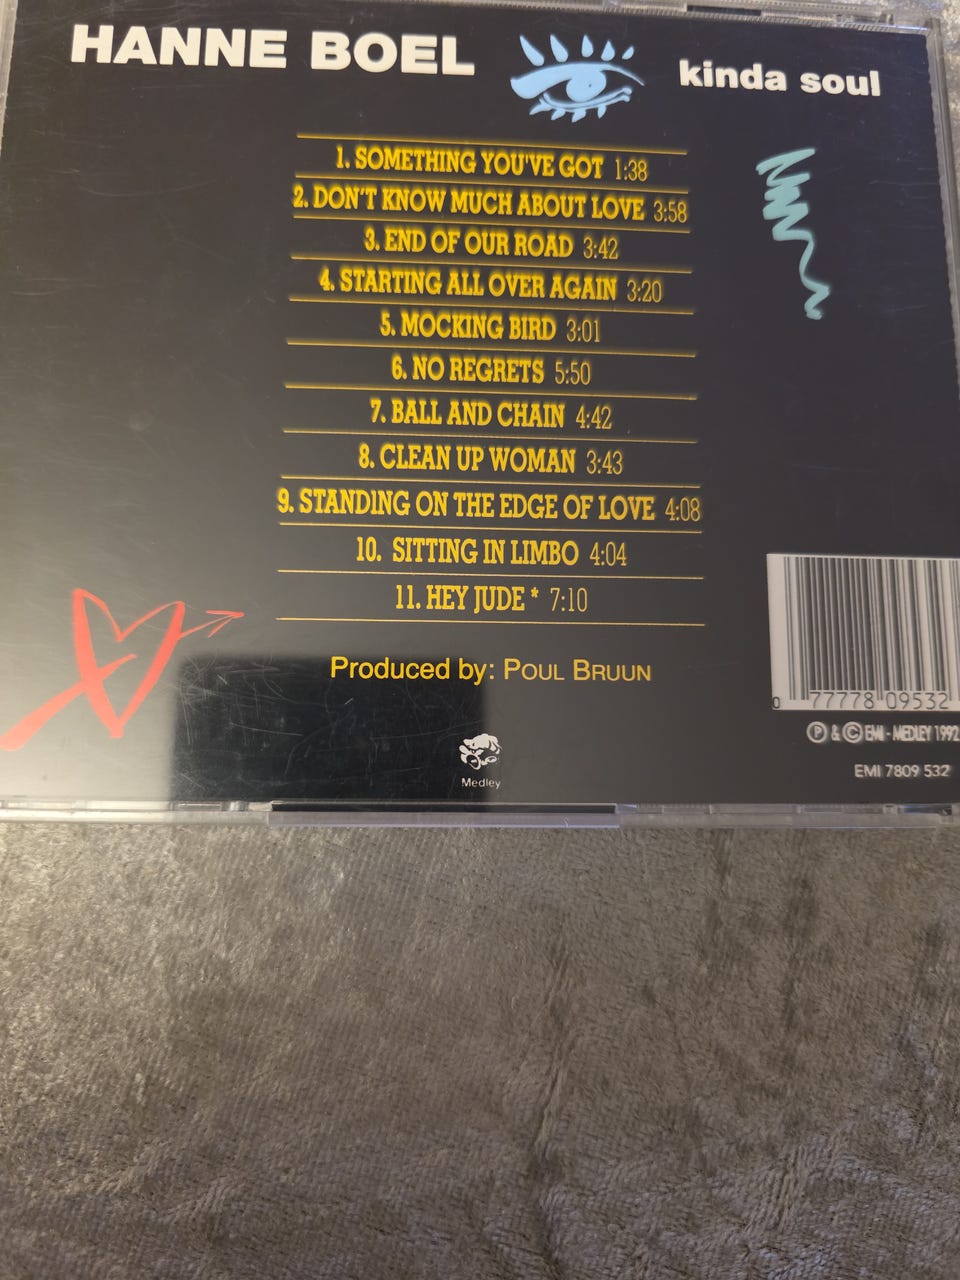 HANNE BOEL
kinda soul
1. SOMETHING YOU'VE GOT 1:38
2. DON'T KNOW MUCH ABOUT LOVE 3:58
3. END OF OUR ROAD 3:42
4. STARTING ALL OVER AGAIN 3:20
5. MOCKING BIRD 3:01
6. NO REGRETS 5:50
7. BALL AND CHAIN 4:42
8. CLEAN UP WOMAN 3:43
9. STANDING ON THE EDGE OF LOVE 4:08
10. SITTING IN LIMBO 4:04
11. HEY JUDE * 7:10
Produced by: POUL BRUUN
Medley
0 77778 09532
Ⓟ & © EMI - MEDLEY 1992
EMI 7809 532